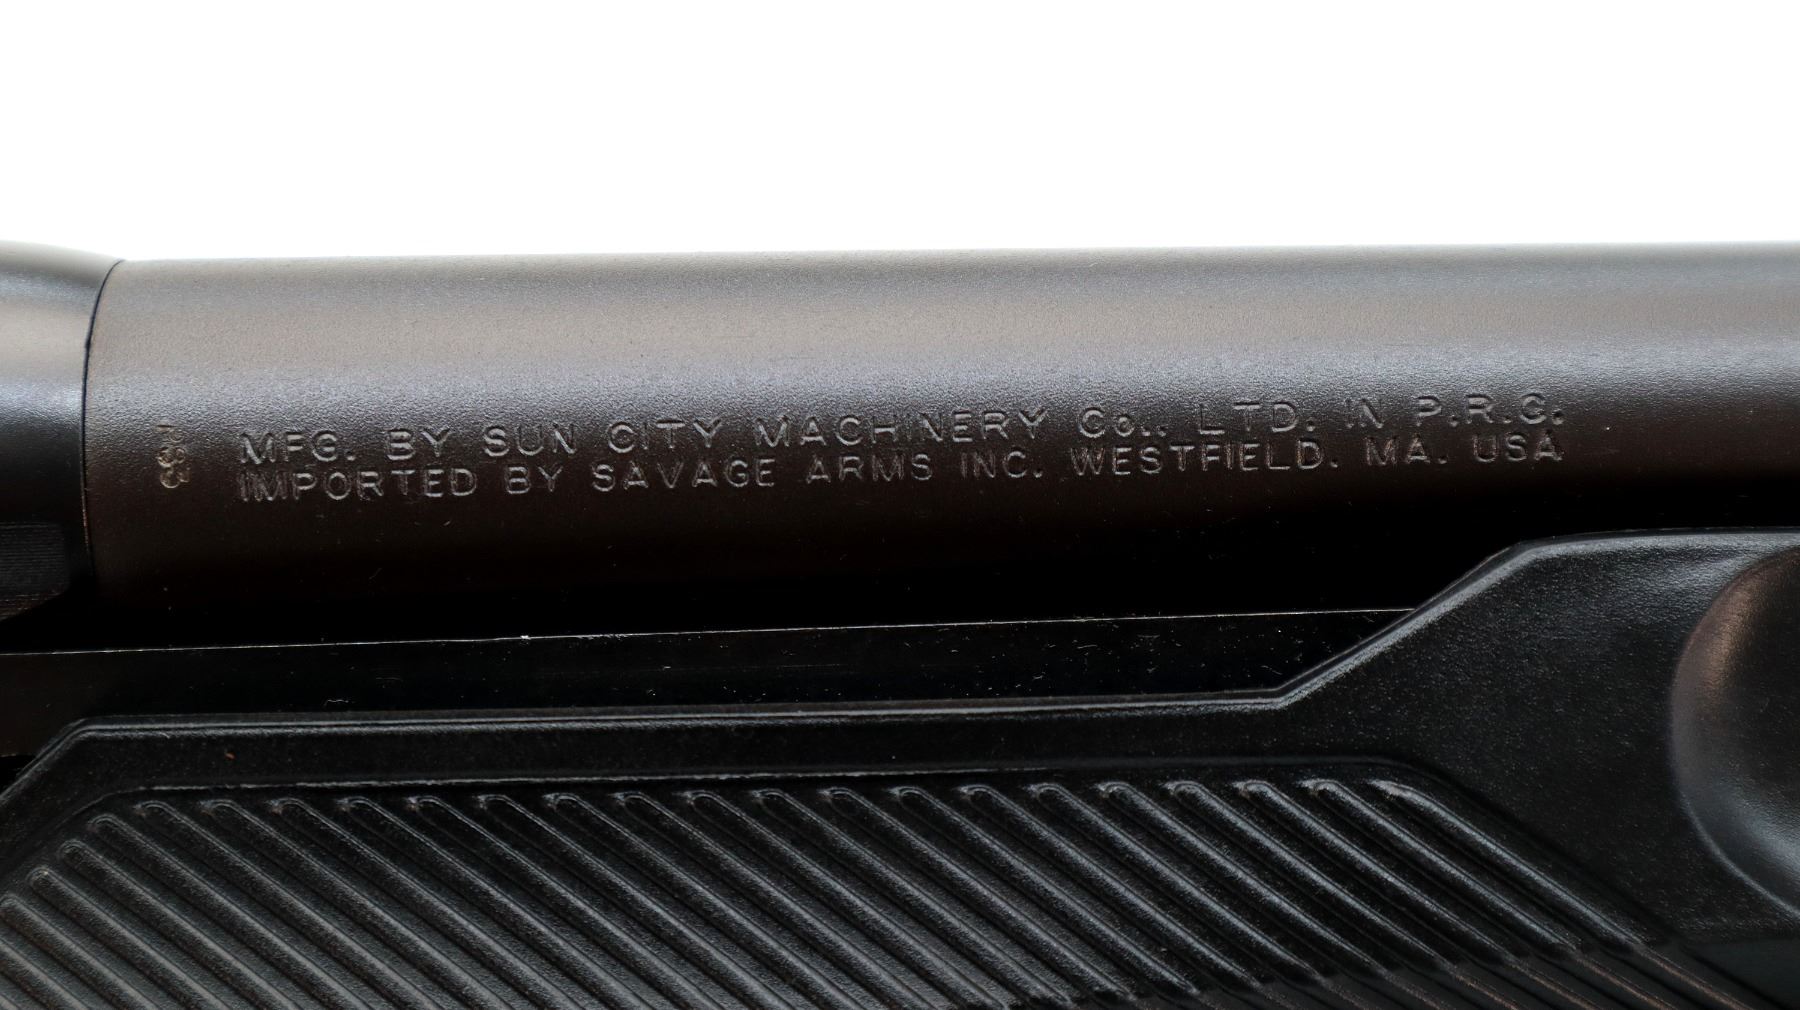 MFG. BY SUN CITY MACHINERY Co., LTD. IN P.R.C.
IMPORTED BY SAVAGE ARMS INC. WESTFIELD. MA. USA